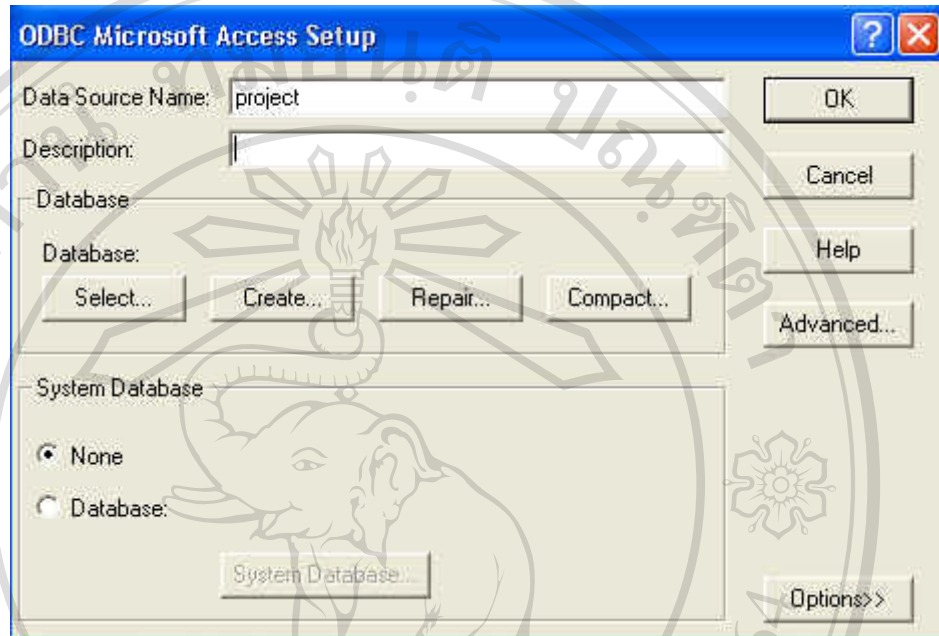 ODBC Microsoft Access Setup
Data Source Name: project
OK
Description:
Cancel
Database
Database:
Help
Select... Create... Repair... Compact...
Advanced...
System Database
None
Database:
System Database...
Options>>